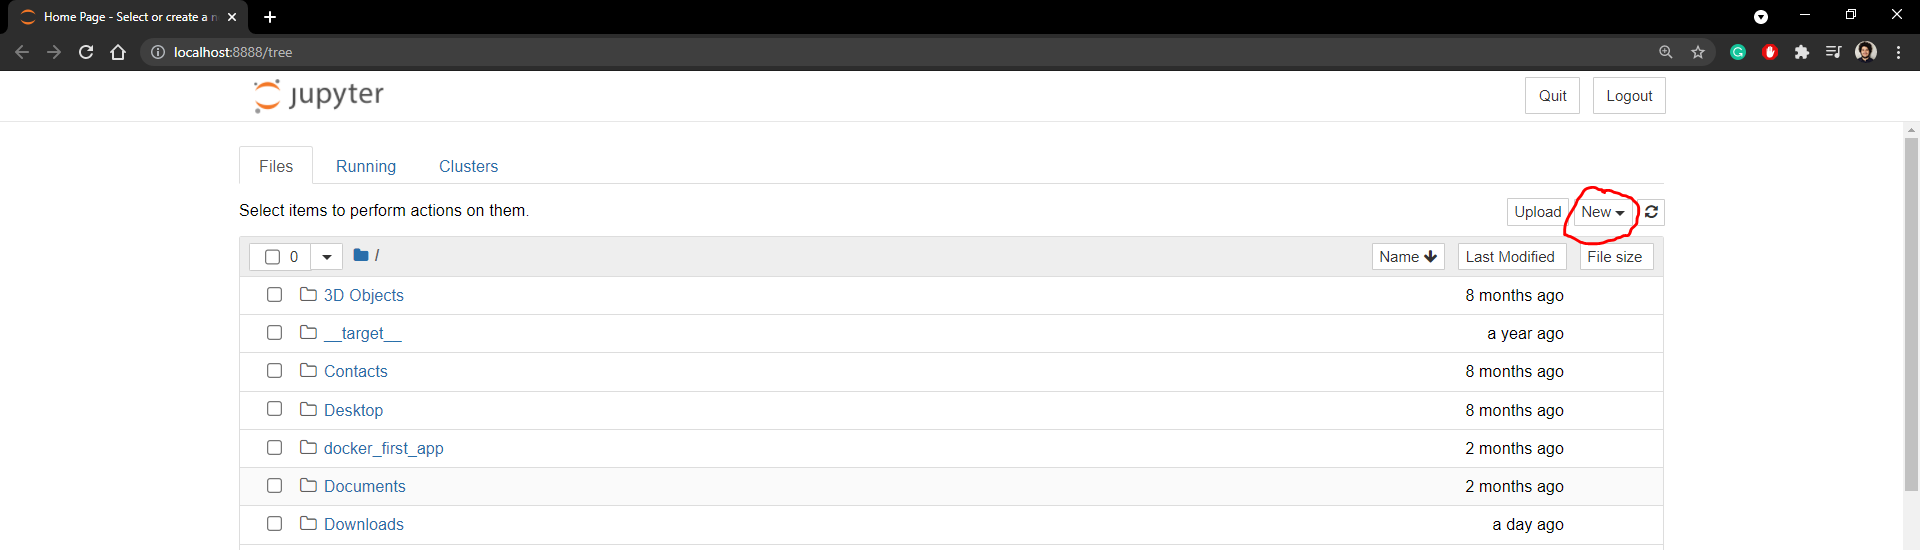 Home Page - Select or create a n
localhost:8888/tree
jupyter
Quit Logout
Files Running Clusters
Select items to perform actions on them.
Upload New
0 / Name Last Modified File size
3D Objects 8 months ago
__target__ a year ago
Contacts 8 months ago
Desktop 8 months ago
docker_first_app 2 months ago
Documents 2 months ago
Downloads a day ago